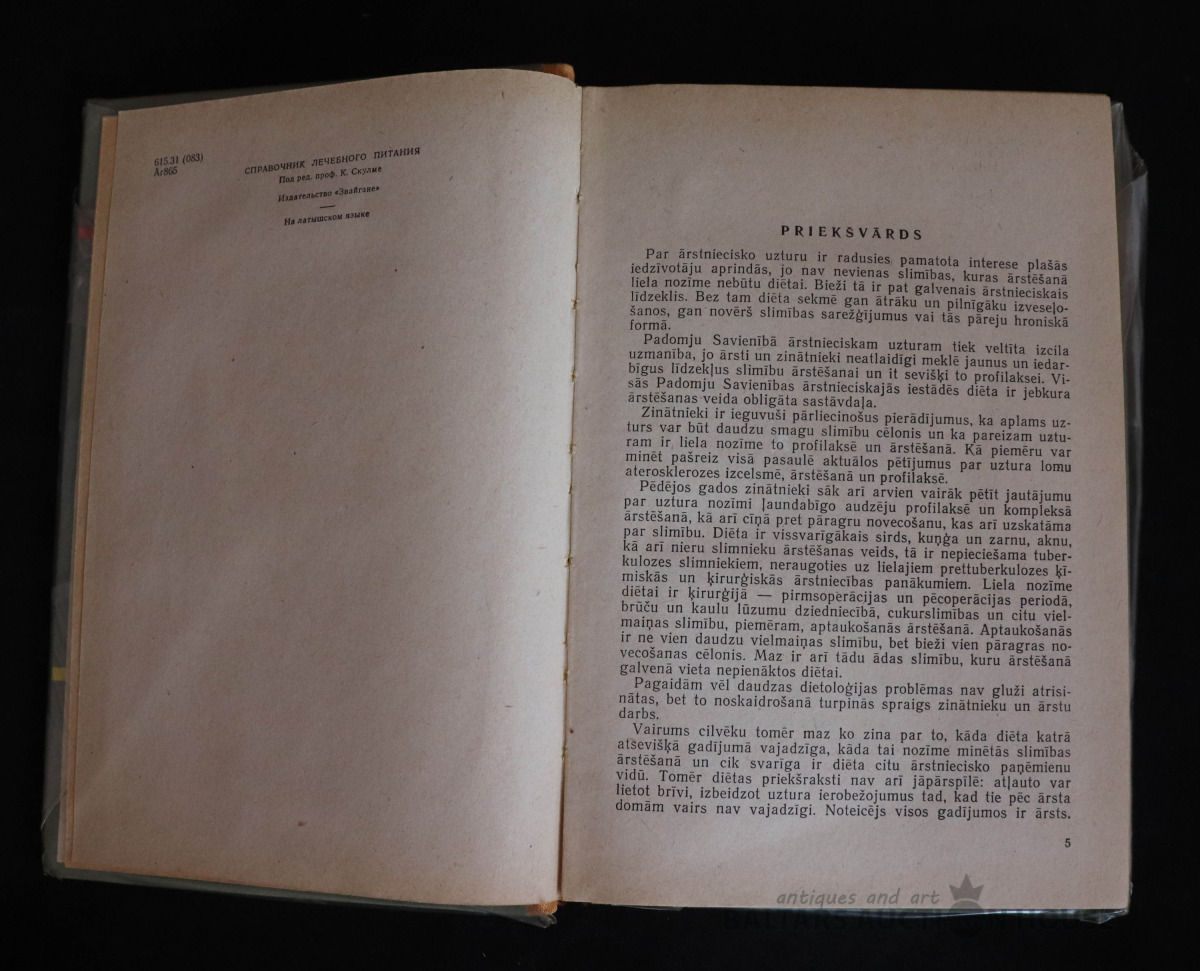 615.31 (083)
Ar865
СПРАВОЧНИК ЛЕЧЕБНОГО ПИТАНИЯ
Под ред. проф. К. Скулме
Издательство «Звайгзне»
На латышском языке
PRIEKŠVĀRDS
Par ārstniecisko uzturu ir radusies pamatota interese plašās
iedzīvotāju aprindās, jo nav nevienas slimības, kuras ārstēšanā
liela nozīme nebūtu diētai. Bieži tā ir pat galvenais ārstnieciskais
līdzeklis. Bez tam diēta sekmē gan ātrāku un pilnīgāku izveseļo-
šanos, gan novērš slimības sarežģījumus vai tās pāreju hroniskā
formā.
Padomju Savienībā ārstnieciskam uzturam tiek veltīta izcila
uzmanība, jo ārsti un zinātnieki neatlaidīgi meklē jaunus un iedar-
bīgus līdzekļus slimību ārstēšanai un it sevišķi to profilaksei. Vi-
sās Padomju Savienības ārstnieciskajās iestādēs diēta ir jebkura
ārstēšanas veida obligāta sastāvdaļa.
Zinātnieki ir ieguvuši pārliecinošus pierādījumus, ka aplams uz-
turs var būt daudzu smagu slimību cēlonis un ka pareizam uztu-
ram ir liela nozīme to profilaksē un ārstēšanā. Kā piemēru var
minēt pašreiz visā pasaulē aktuālos pētījumus par uztura lomu
aterosklerozes izcelsmē, ārstēšanā un profilaksē.
Pēdējos gados zinātnieki sāk arī arvien vairāk pētīt jautājumu
par uztura nozīmi ļaundabīgo audzēju profilaksē un kompleksā
ārstēšanā, kā arī cīņā pret pāragru novecošanu, kas arī uzskatāma
par slimību. Diēta ir vissvarīgākais sirds, kuņģa un zarnu, aknu,
kā arī nieru slimnieku ārstēšanas veids, tā ir nepieciešama tuber-
kulozes slimniekiem, neraugoties uz lielajiem prettuberkulozes ķī-
miskās un ķirurģiskās ārstniecības panākumiem. Liela nozīme
diētai ir ķirurģijā — pirmsoperācijas un pēcoperācijas periodā,
brūču un kaulu lūzumu dziedniecībā, cukurslimības un citu viel-
maiņas slimību, piemēram, aptaukošanās ārstēšanā. Aptaukošanās
ir ne vien daudzu vielmaiņas slimību, bet bieži vien pāragras no-
vecošanas cēlonis. Maz ir arī tādu ādas slimību, kuru ārstēšanā
galvenā vieta nepienāktos diētai.
Pagaidām vēl daudzas dietoloģijas problēmas nav gluži atrisi-
nātas, bet to noskaidrošanā turpinās spraigs zinātnieku un ārstu
darbs.
Vairums cilvēku tomēr maz ko zina par to, kāda diēta katrā
atsevišķā gadījumā vajadzīga, kāda tai nozīme minētās slimības
ārstēšanā un cik svarīga ir diēta citu ārstniecisko paņēmienu
vidū. Tomēr diētas priekšraksti nav arī jāpārspīlē: atļauto var
lietot brīvi, izbeidzot uztura ierobežojumus tad, kad tie pēc ārsta
domām vairs nav vajadzīgi. Noteicējs visos gadījumos ir ārsts.
5
antiques and art
BALTARS AUCTION HOUSE